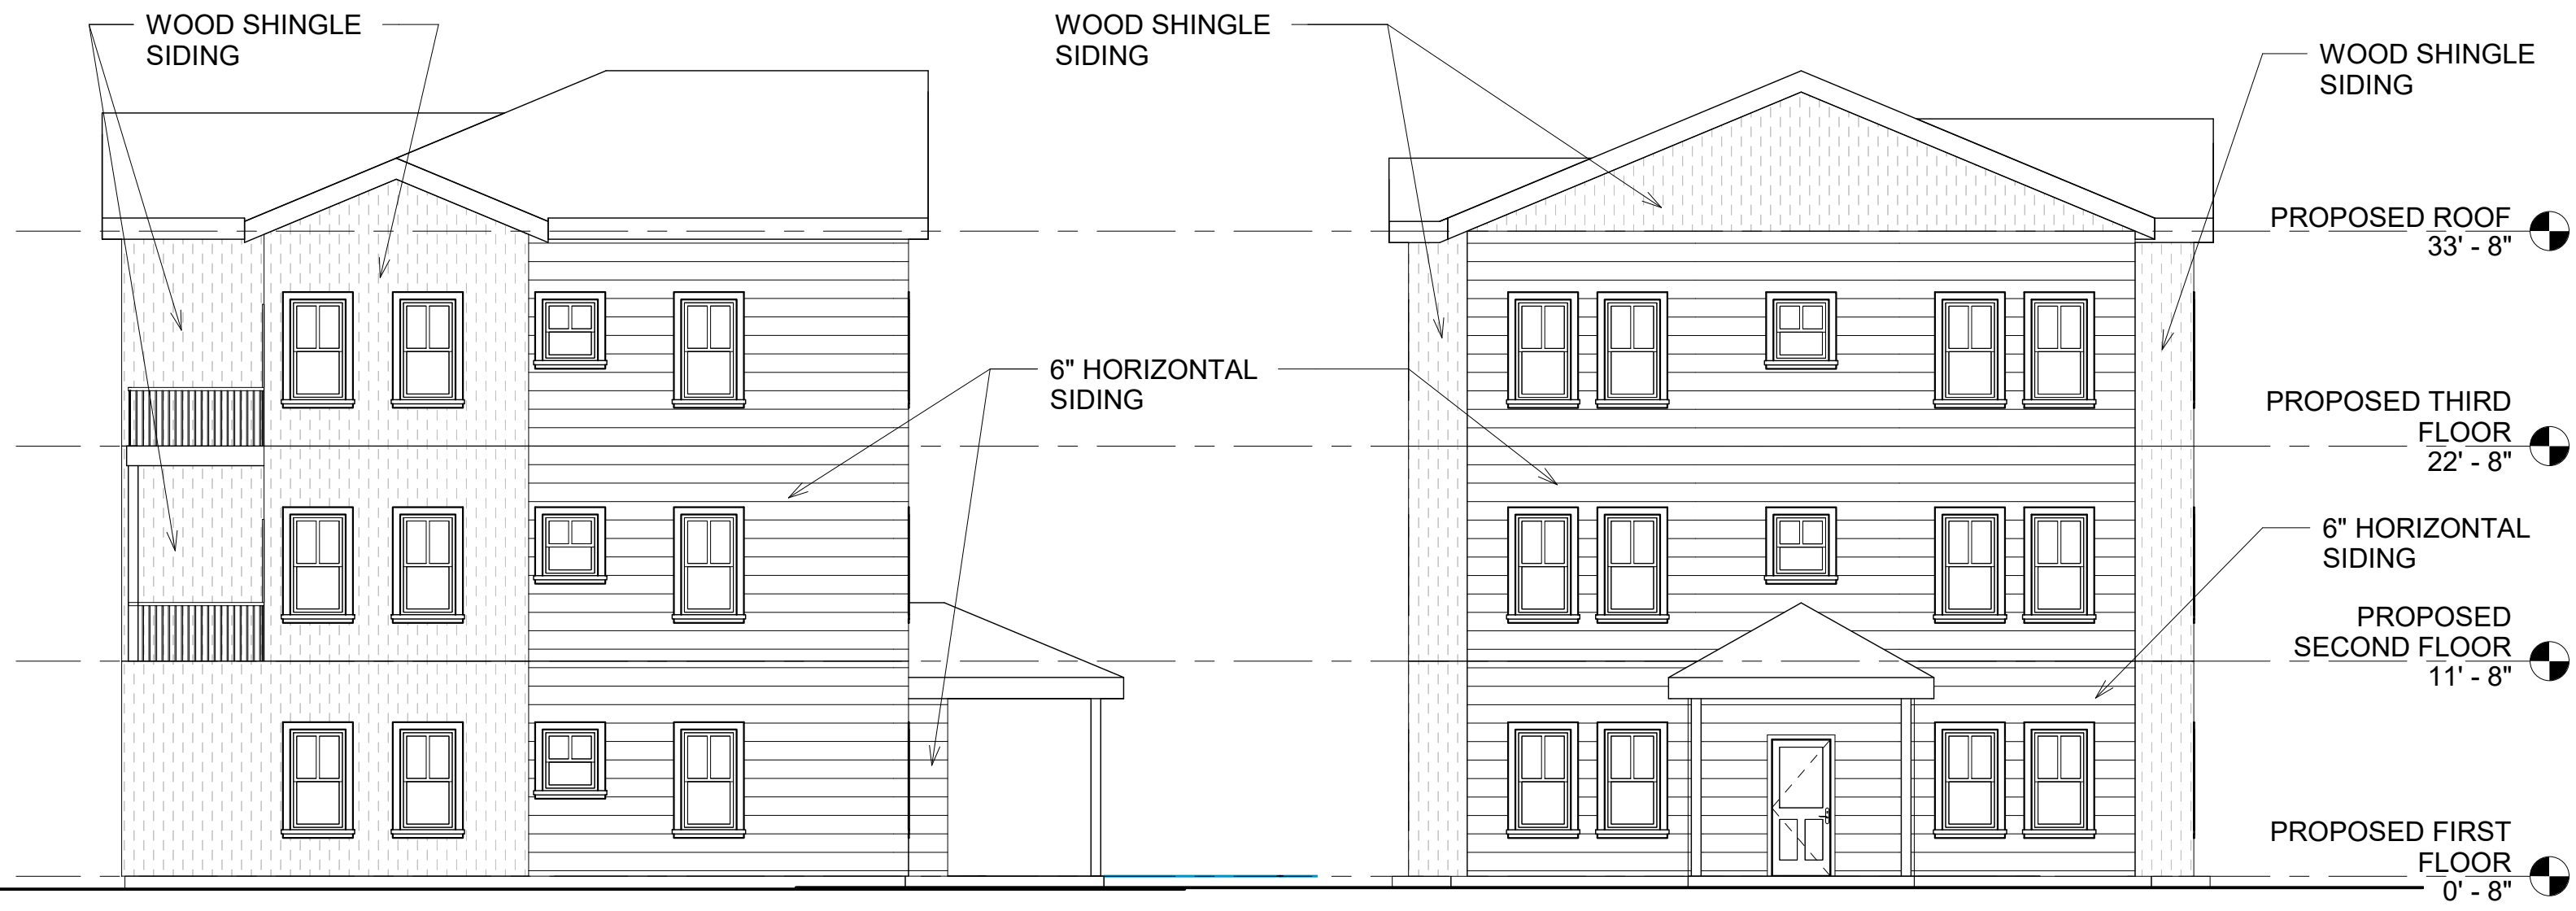 WOOD SHINGLE
SIDING
WOOD SHINGLE
SIDING
WOOD SHINGLE
SIDING
PROPOSED ROOF
33' - 8"
6" HORIZONTAL
SIDING
PROPOSED THIRD
FLOOR
22' - 8"
6" HORIZONTAL
SIDING
PROPOSED
SECOND FLOOR
11' - 8"
PROPOSED FIRST
FLOOR
0' - 8"